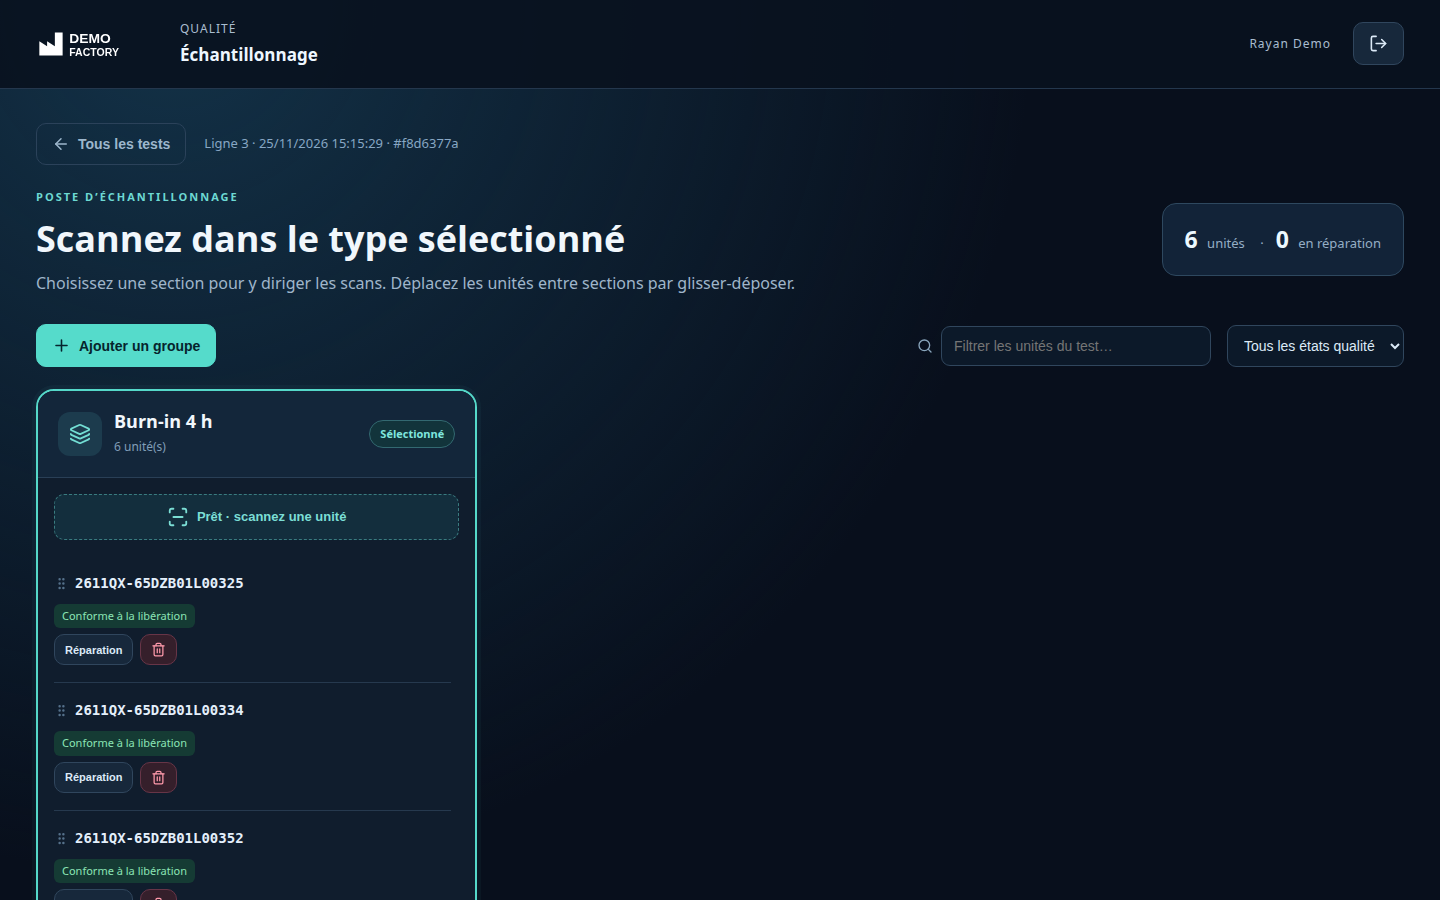 DEMO
FACTORY
QUALITÉ
Échantillonnage
Rayan Demo
Tous les tests
Ligne 3 · 25/11/2026 15:15:29 · #f8d6377a
POSTE D’ÉCHANTILLONNAGE
Scannez dans le type sélectionné
6 unités · 0 en réparation
Choisissez une section pour y diriger les scans. Déplacez les unités entre sections par glisser-déposer.
Ajouter un groupe
Filtrer les unités du test…
Tous les états qualité
Burn-in 4 h
6 unité(s)
Sélectionné
Prêt · scannez une unité
2611QX-65DZB01L00325
Conforme à la libération
Réparation
2611QX-65DZB01L00334
Conforme à la libération
Réparation
2611QX-65DZB01L00352
Conforme à la libération